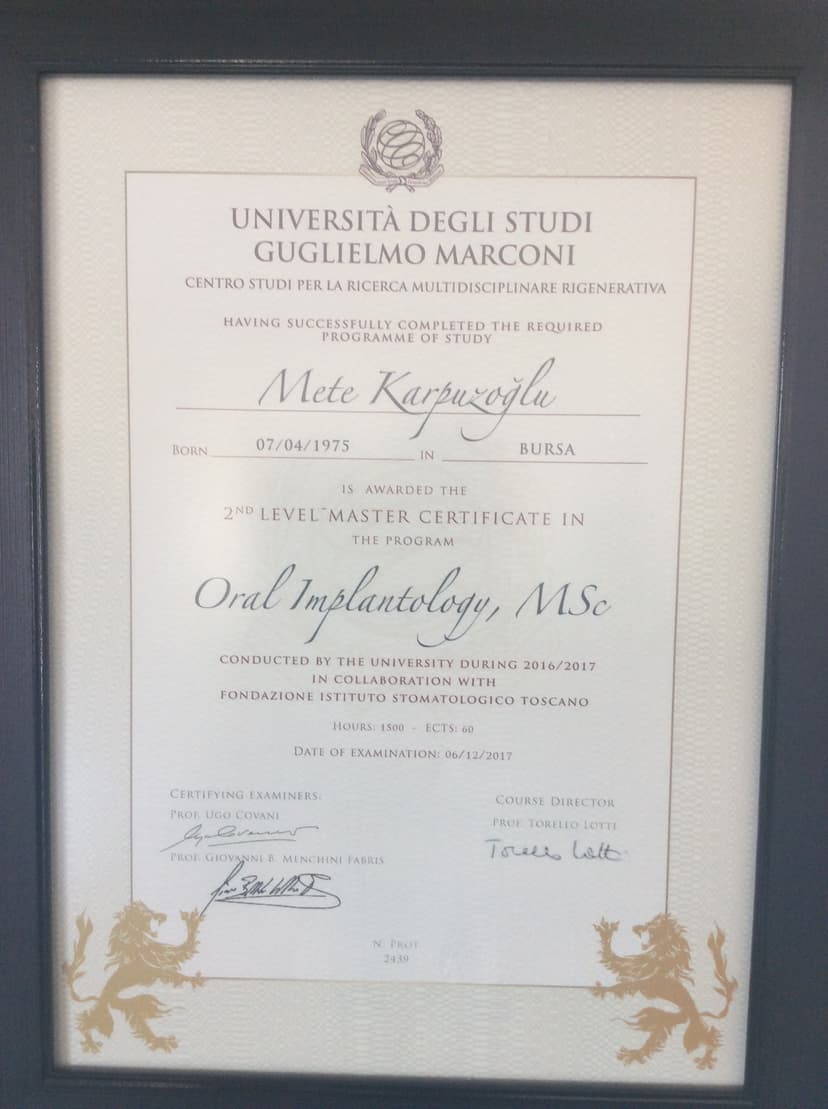 UNIVERSITÀ DEGLI STUDI
GUGLIELMO MARCONI
CENTRO STUDI PER LA RICERCA MULTIDISCIPLINARE RIGENERATIVA
HAVING SUCCESSFULLY COMPLETED THE REQUIRED
PROGRAMME OF STUDY
Mete Karpuzoğlu
BORN 07/04/1975 IN BURSA
IS AWARDED THE
2ND LEVEL MASTER CERTIFICATE IN
THE PROGRAM
Oral Implantology, MSc
CONDUCTED BY THE UNIVERSITY DURING 2016/2017
IN COLLABORATION WITH
FONDAZIONE ISTITUTO STOMATOLOGICO TOSCANO
HOURS: 1500 - ECTS: 60
DATE OF EXAMINATION: 06/12/2017
CERTIFYING EXAMINERS:
PROF. UGO COVANI
PROF. GIOVANNI B. MENCHINI FABRIS
COURSE DIRECTOR
PROF. TORELLO LOTTI
Torello Lotti
N. PROT
2439